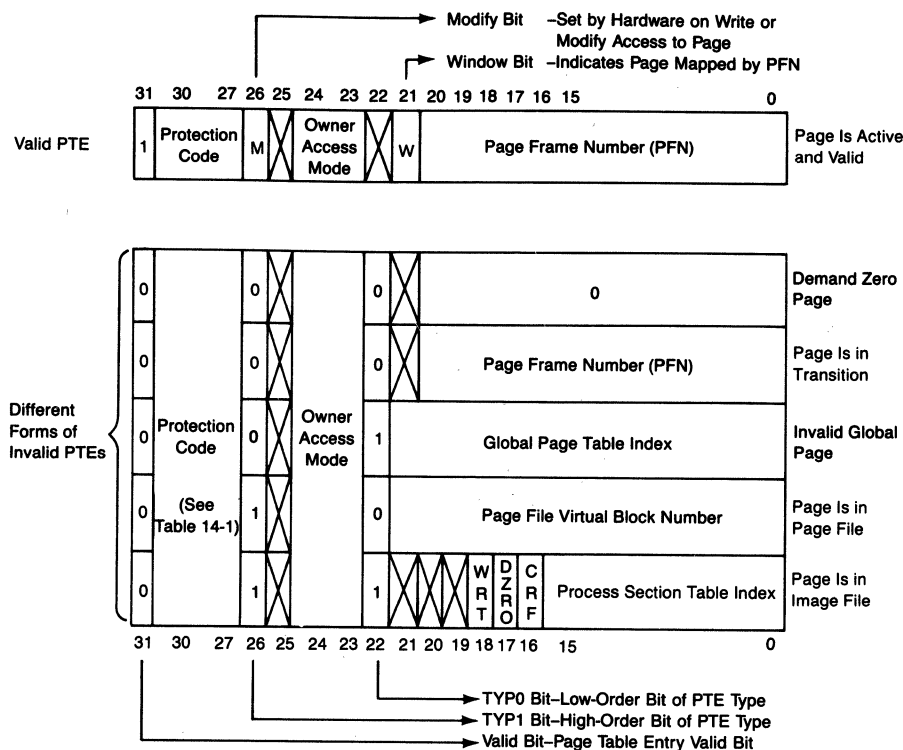 Modify Bit –Set by Hardware on Write or
Modify Access to Page
Window Bit –Indicates Page Mapped by PFN
31 30 27 26 25 24 23 22 21 20 19 18 17 16 15 0
Valid PTE
1
Protection
Code
M
Owner
Access
Mode
W
Page Frame Number (PFN)
Page Is Active
and Valid
Different
Forms of
Invalid PTEs
Protection
Code
(See
Table 14-1)
Owner
Access
Mode
0 0 0 0
Demand Zero
Page
0 0 0 Page Frame Number (PFN)
Page Is in
Transition
0 0 1 Global Page Table Index
Invalid Global
Page
0 1 0 Page File Virtual Block Number
Page Is in
Page File
0 1 1 WRT DZRO CRF Process Section Table Index
Page Is in
Image File
31 30 27 26 25 24 23 22 21 20 19 18 17 16 15 0
TYP0 Bit–Low-Order Bit of PTE Type
TYP1 Bit–High-Order Bit of PTE Type
Valid Bit–Page Table Entry Valid Bit